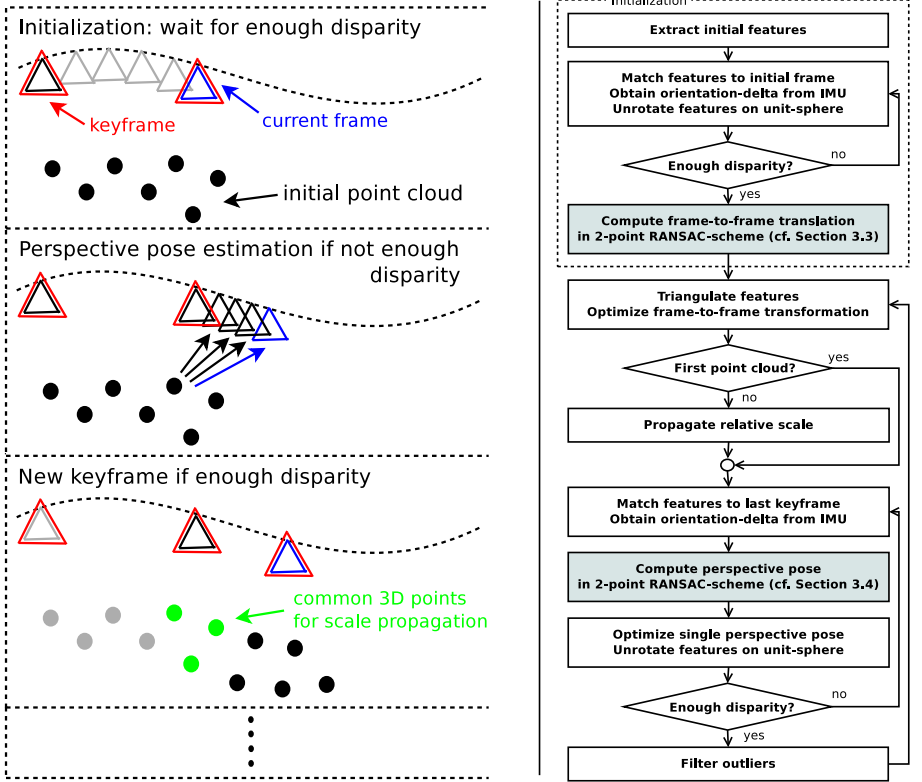 Initialization: wait for enough disparity
keyframe
current frame
initial point cloud
Perspective pose estimation if not enough
disparity
New keyframe if enough disparity
common 3D points
for scale propagation
Initialization
Extract initial features
Match features to initial frame
Obtain orientation-delta from IMU
Unrotate features on unit-sphere
Enough disparity?
no
yes
Compute frame-to-frame translation
in 2-point RANSAC-scheme (cf. Section 3.3)
Triangulate features
Optimize frame-to-frame transformation
First point cloud?
yes
no
Propagate relative scale
Match features to last keyframe
Obtain orientation-delta from IMU
Compute perspective pose
in 2-point RANSAC-scheme (cf. Section 3.4)
Optimize single perspective pose
Unrotate features on unit-sphere
Enough disparity?
no
yes
Filter outliers